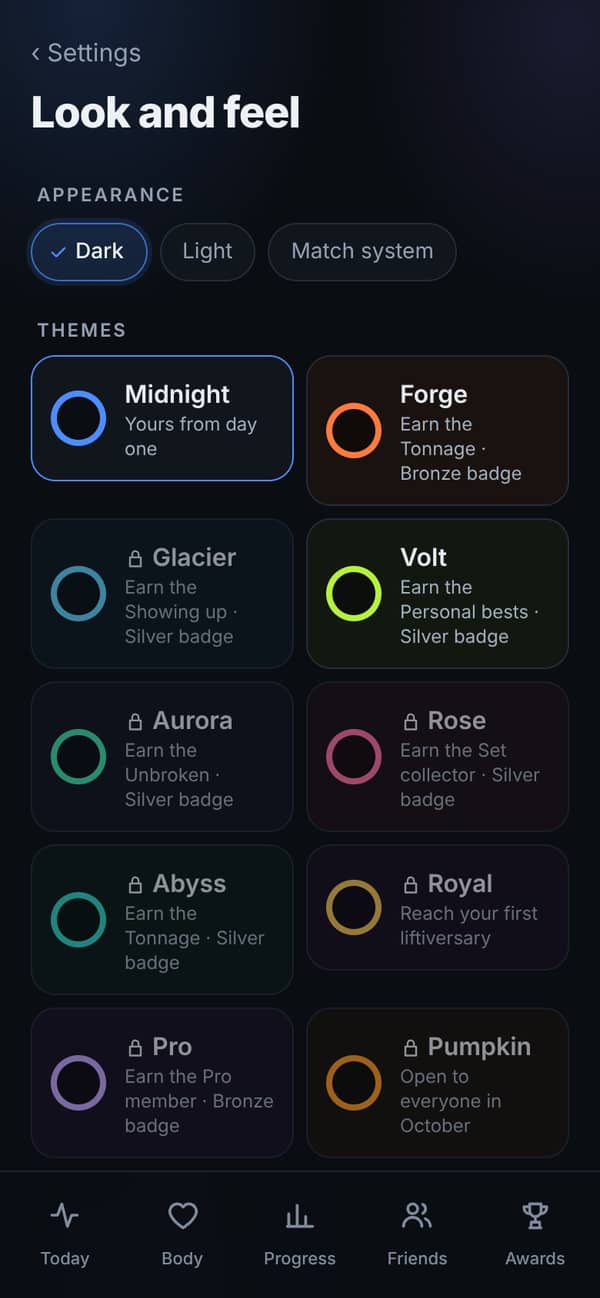 ‹ Settings
Look and feel
APPEARANCE
Dark
Light
Match system
THEMES
Midnight
Yours from day
one
Forge
Earn the
Tonnage ·
Bronze badge
Glacier
Earn the
Showing up ·
Silver badge
Volt
Earn the
Personal bests ·
Silver badge
Aurora
Earn the
Unbroken ·
Silver badge
Rose
Earn the Set
collector · Silver
badge
Abyss
Earn the
Tonnage · Silver
badge
Royal
Reach your first
liftiversary
Pro
Earn the Pro
member · Bronze
badge
Pumpkin
Open to
everyone in
October
Today
Body
Progress
Friends
Awards